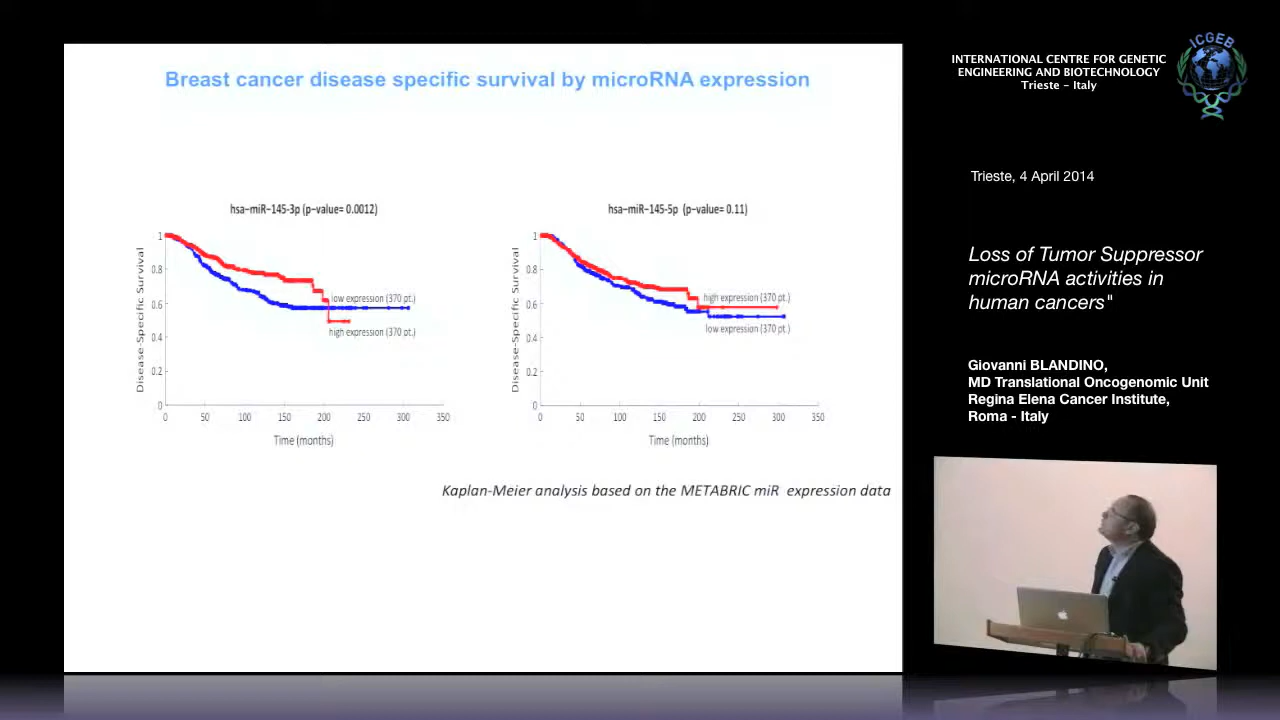 Breast cancer disease specific survival by microRNA expression
hsa-miR-145-3p (p-value= 0.0012)
Disease-Specific Survival
1
0.8
0.6
0.4
0.2
0
low expression (370 pt.)
high expression (370 pt.)
0 50 100 150 200 250 300 350
Time (months)
hsa-miR-145-5p (p-value= 0.11)
Disease-Specific Survival
1
0.8
0.6
0.4
0.2
0
high expression (370 pt.)
low expression (370 pt.)
0 50 100 150 200 250 300 350
Time (months)
Kaplan-Meier analysis based on the METABRIC miR expression data
INTERNATIONAL CENTRE FOR GENETIC
ENGINEERING AND BIOTECHNOLOGY
Trieste - Italy
ICGEB
Trieste, 4 April 2014
Loss of Tumor Suppressor
microRNA activities in
human cancers"
Giovanni BLANDINO,
MD Translational Oncogenomic Unit
Regina Elena Cancer Institute,
Roma - Italy